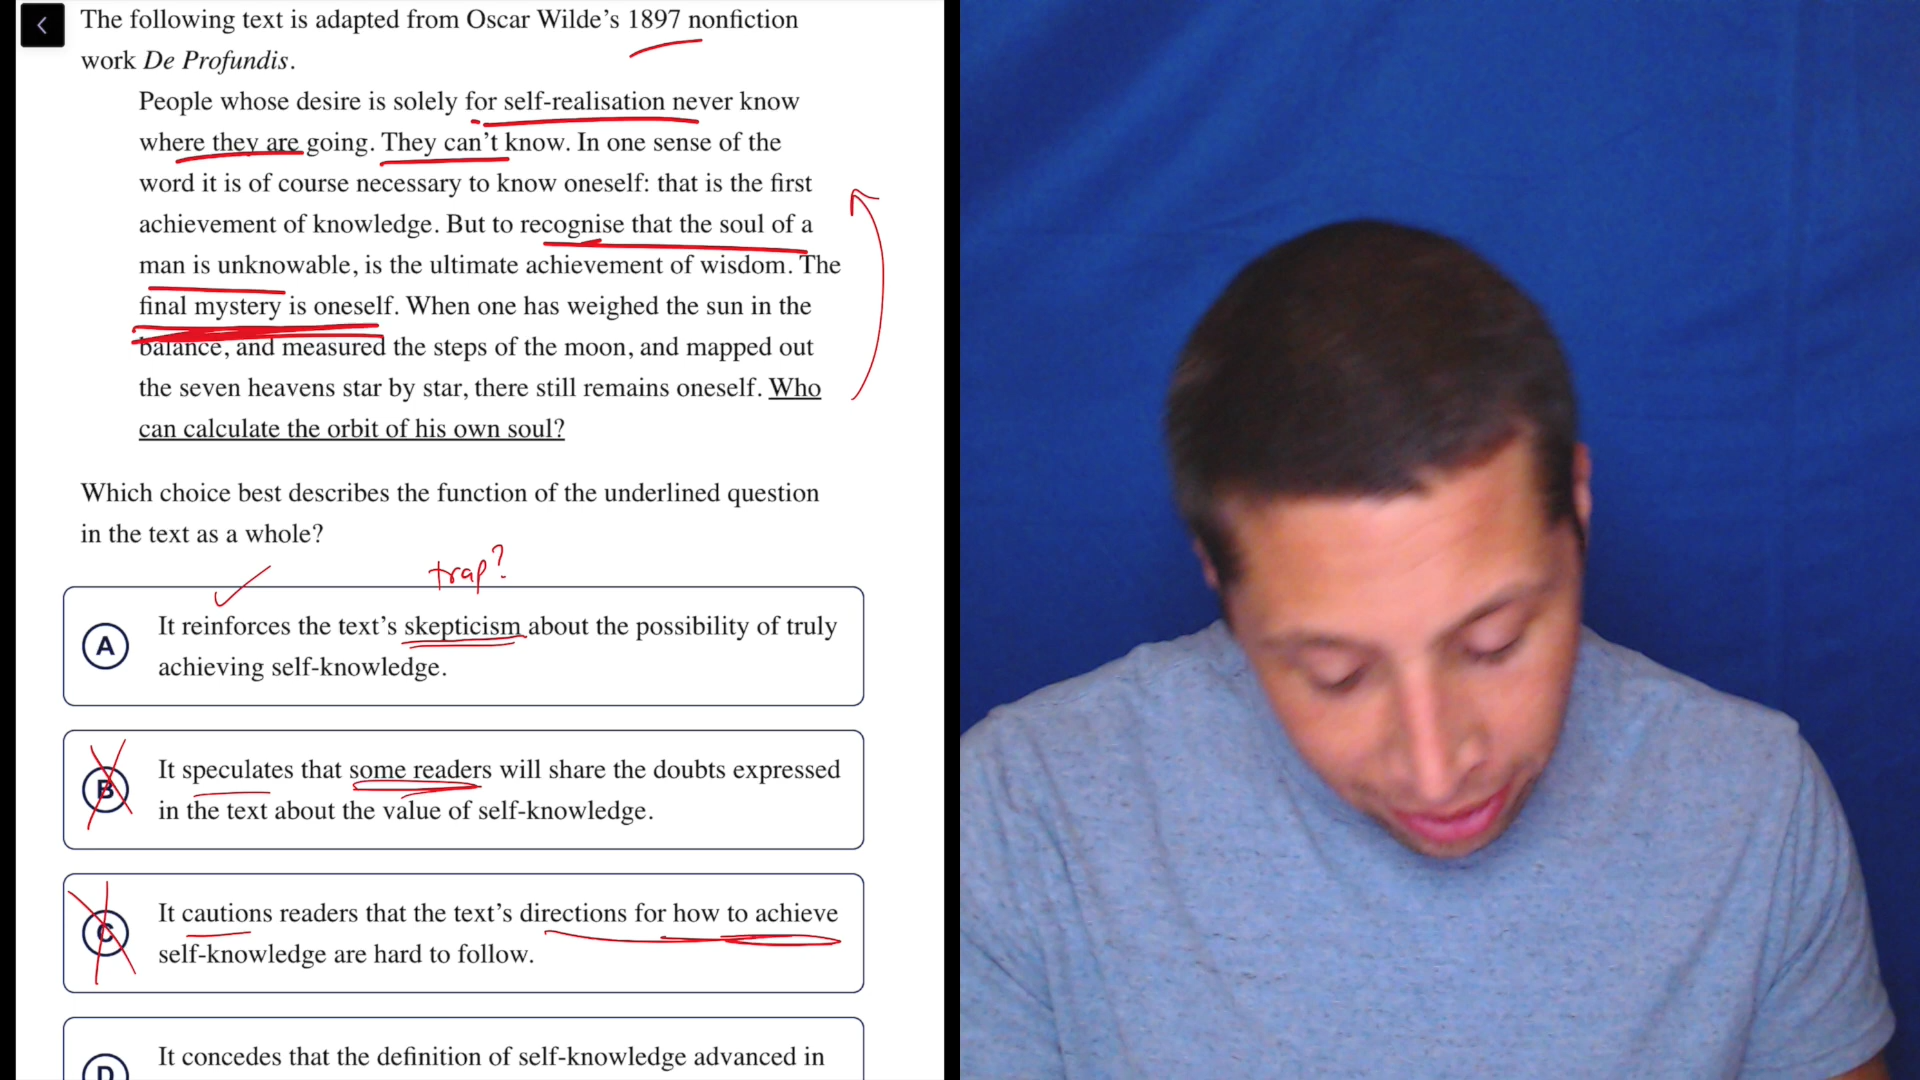 The following text is adapted from Oscar Wilde’s 1897 nonfiction
work De Profundis.
People whose desire is solely for self-realisation never know
where they are going. They can’t know. In one sense of the
word it is of course necessary to know oneself: that is the first
achievement of knowledge. But to recognise that the soul of a
man is unknowable, is the ultimate achievement of wisdom. The
final mystery is oneself. When one has weighed the sun in the
balance, and measured the steps of the moon, and mapped out
the seven heavens star by star, there still remains oneself. Who
can calculate the orbit of his own soul?
Which choice best describes the function of the underlined question
in the text as a whole?
trap?
A It reinforces the text’s skepticism about the possibility of truly
achieving self-knowledge.
B It speculates that some readers will share the doubts expressed
in the text about the value of self-knowledge.
C It cautions readers that the text’s directions for how to achieve
self-knowledge are hard to follow.
D It concedes that the definition of self-knowledge advanced in